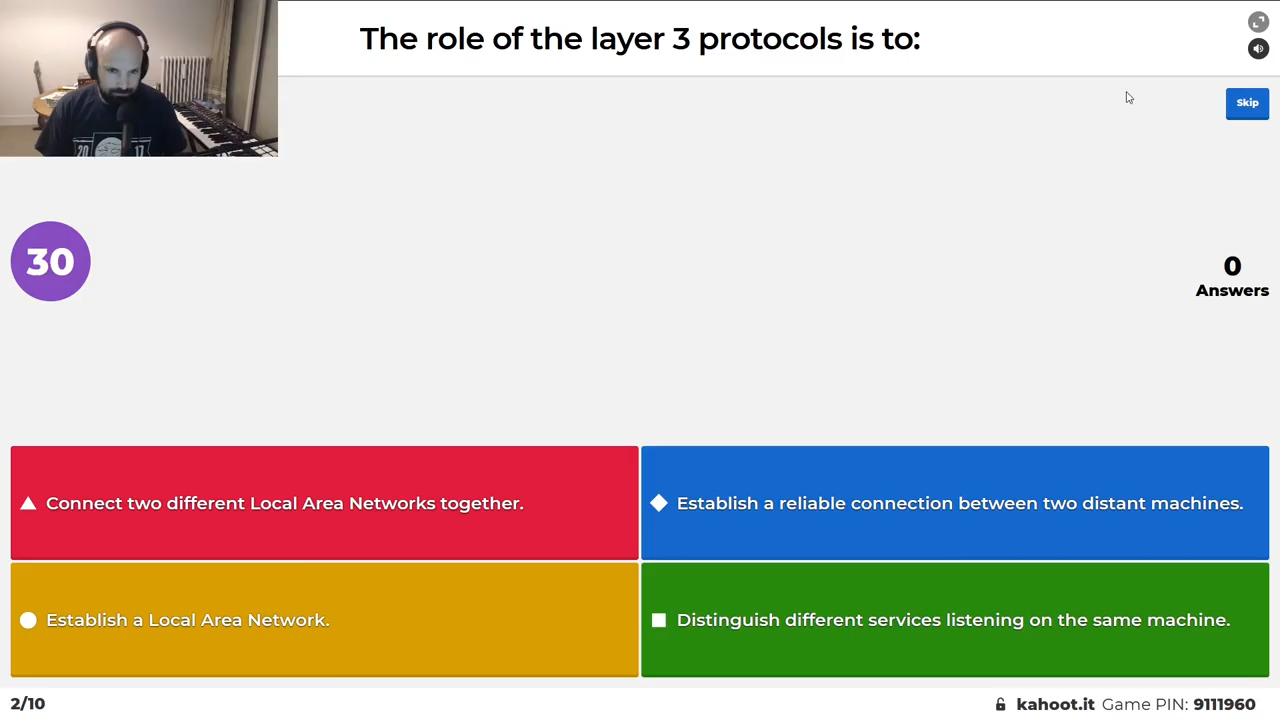 The role of the layer 3 protocols is to:
Skip
30
0
Answers
Connect two different Local Area Networks together.
Establish a reliable connection between two distant machines.
Establish a Local Area Network.
Distinguish different services listening on the same machine.
2/10
kahoot.it Game PIN: 9111960
20 17